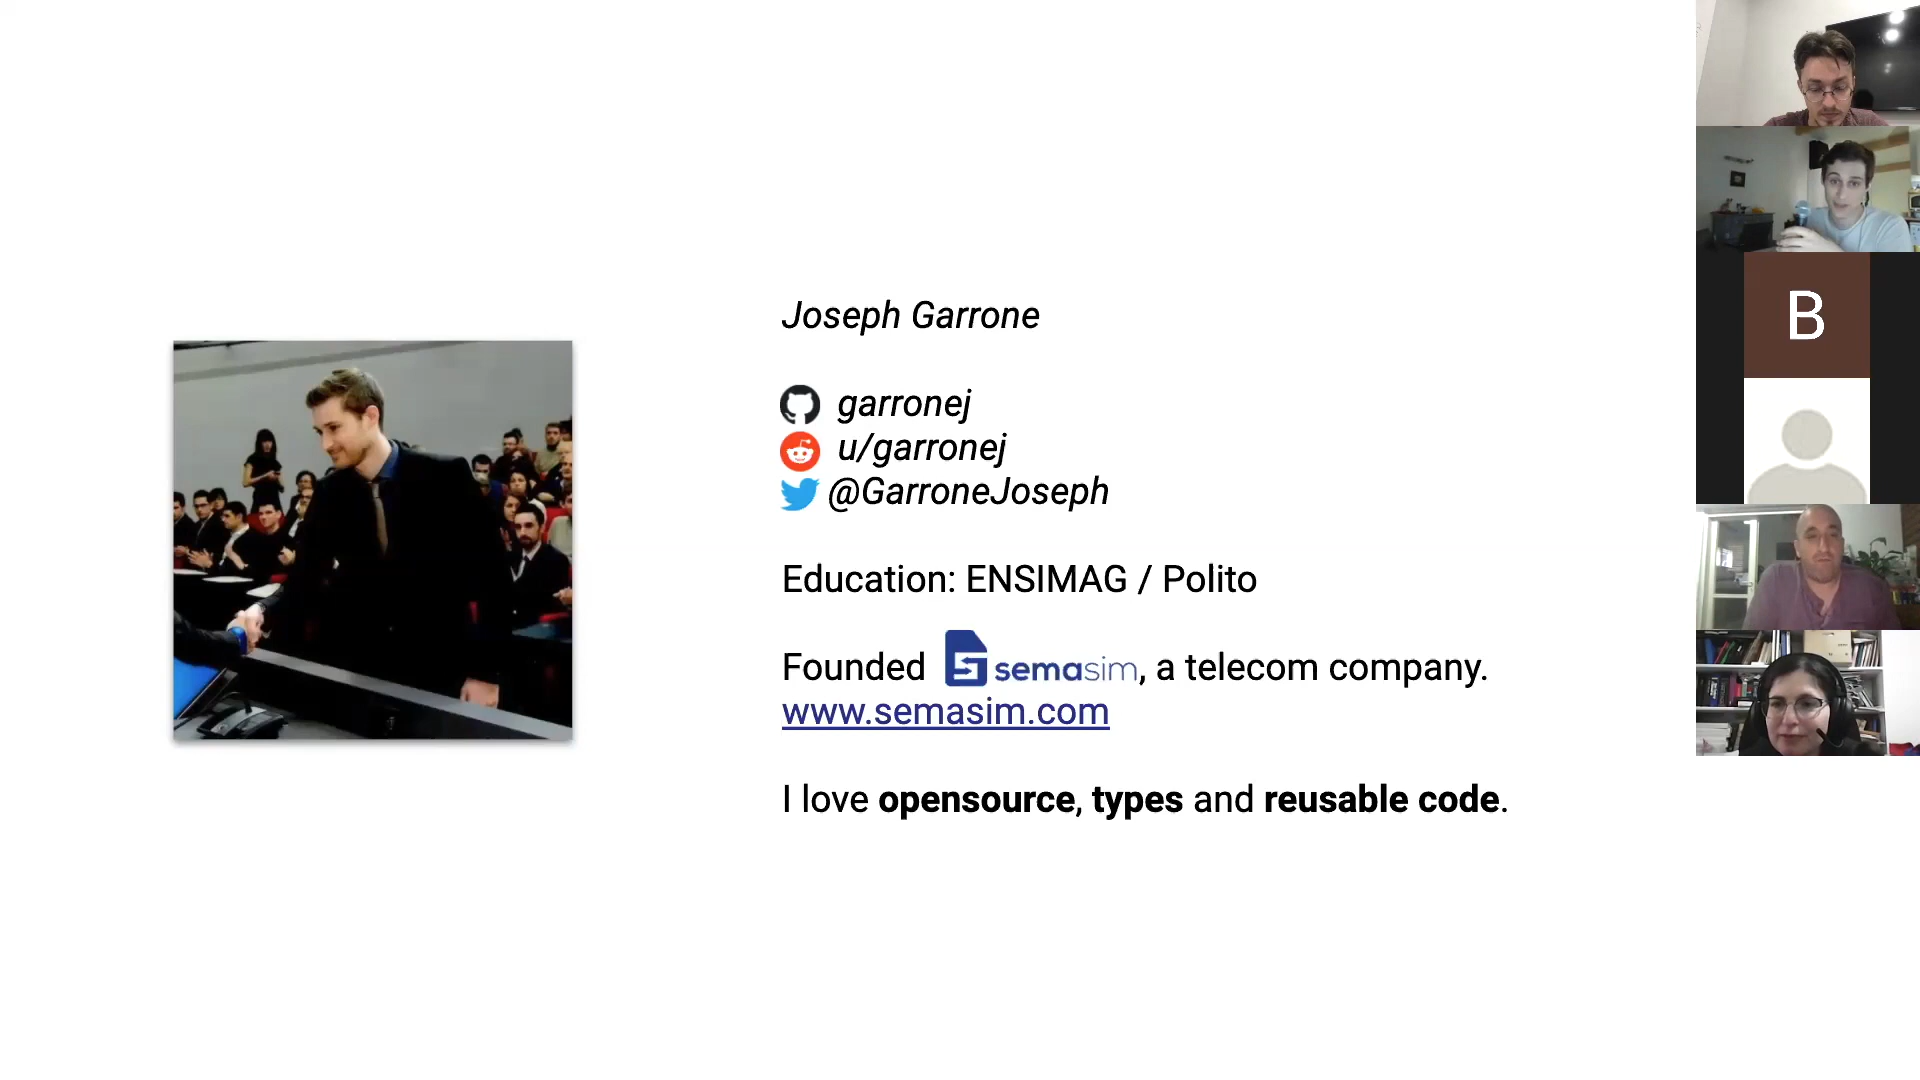 Joseph Garrone
garronej
u/garronej
@GarroneJoseph
Education: ENSIMAG / Polito
Founded semasim, a telecom company.
www.semasim.com
I love opensource, types and reusable code.
B